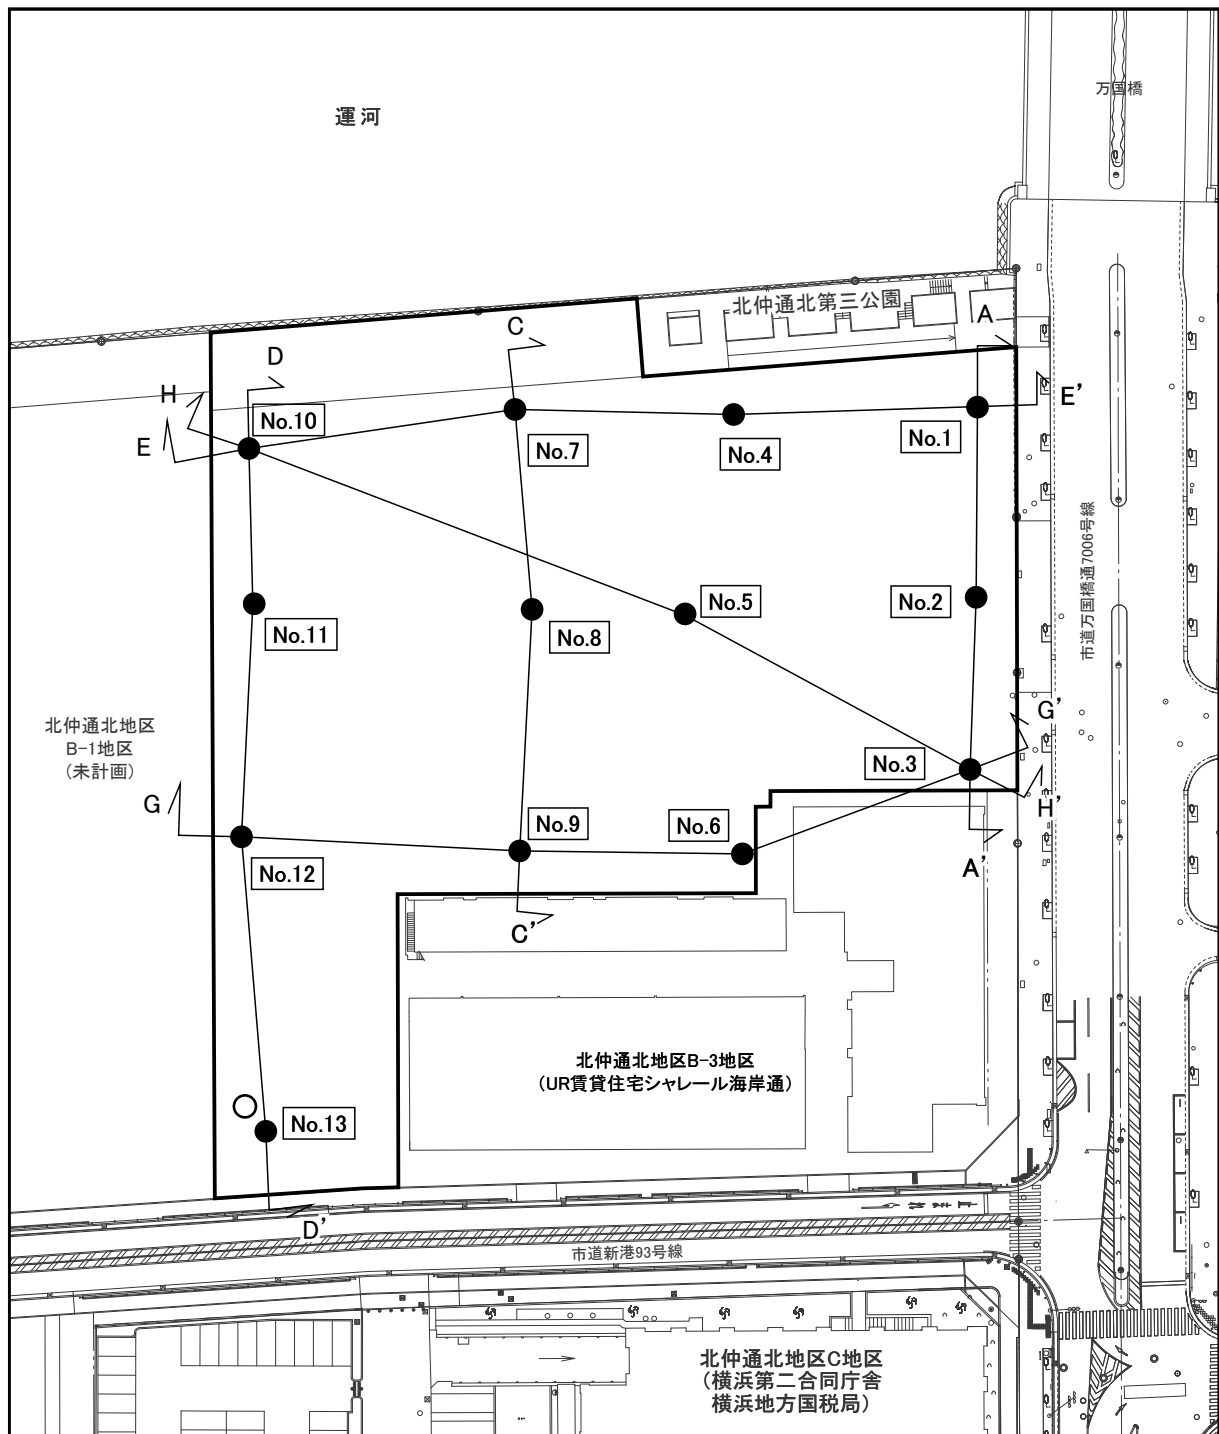 運河
万国橋
北仲通北第三公園
A
C
D
H
E
E'
No.10
No.7
No.4
No.1
市道万国橋通7006号線
No.5
No.2
No.11
No.8
北仲通北地区
B-1地区
(未計画)
G'
No.3
H'
G
No.9
No.6
No.12
A'
C'
北仲通北地区B-3地区
(UR賃貸住宅シャレール海岸通)
No.13
D'
市道新港93号線
北仲通北地区C地区
(横浜第二合同庁舎
横浜地方国税局)